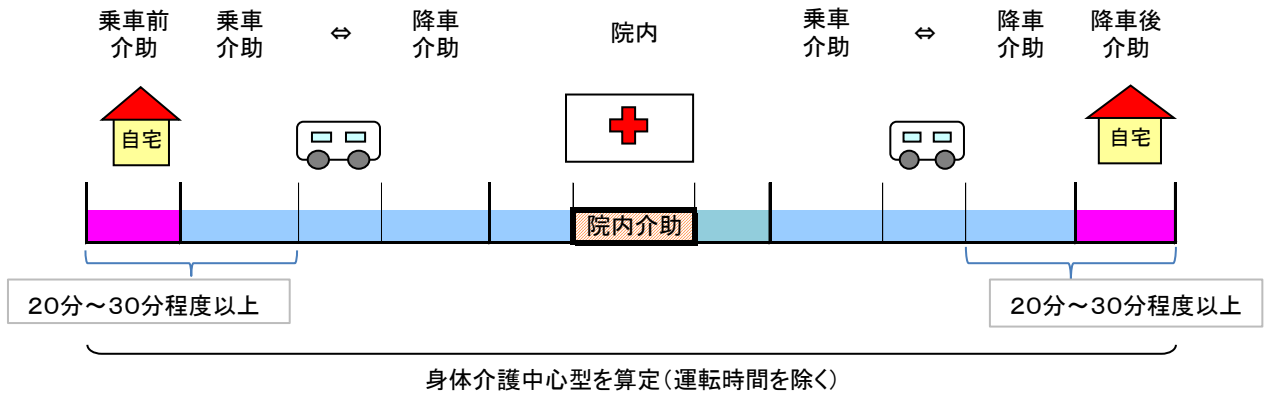 乗車前
介助
乗車
介助
⇔
降車
介助
院内
乗車
介助
⇔
降車
介助
降車後
介助
自宅
自宅
院内介助
20分~30分程度以上
20分~30分程度以上
身体介護中心型を算定(運転時間を除く)